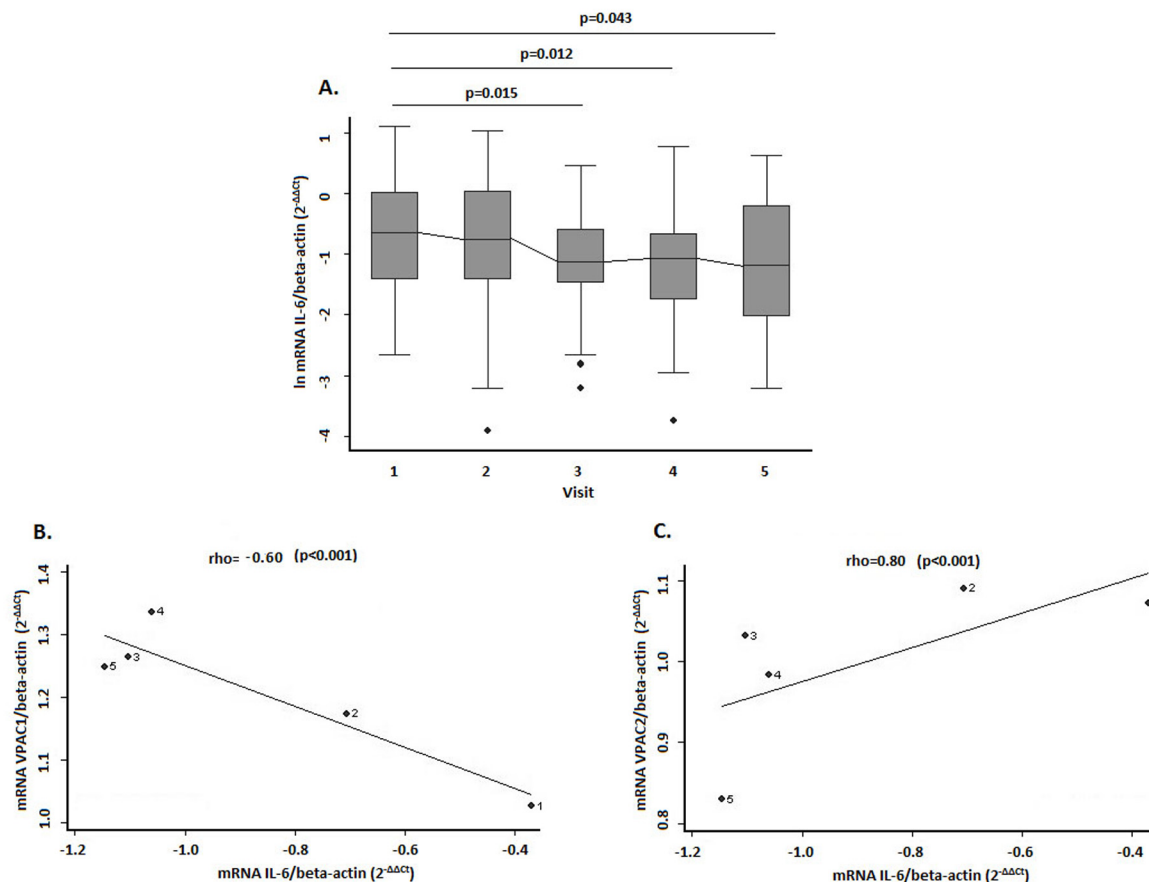 p=0.043
p=0.012
A.
p=0.015
ln mRNA IL-6/beta-actin (2^-ΔΔCt)
1
0
-1
-2
-3
-4
1 2 3 4 5
Visit
B.
rho= -0.60 (p<0.001)
mRNA VPAC1/beta-actin (2^-ΔΔCt)
1.4
1.3
1.2
1.1
1.0
4
3
5
2
1
-1.2 -1.0 -0.8 -0.6 -0.4
mRNA IL-6/beta-actin (2^-ΔΔCt)
C.
rho=0.80 (p<0.001)
mRNA VPAC2/beta-actin (2^-ΔΔCt)
1.1
1.0
0.9
0.8
2
3
4
5
-1.2 -1.0 -0.8 -0.6 -0.4
mRNA IL-6/beta-actin (2^-ΔΔCt)